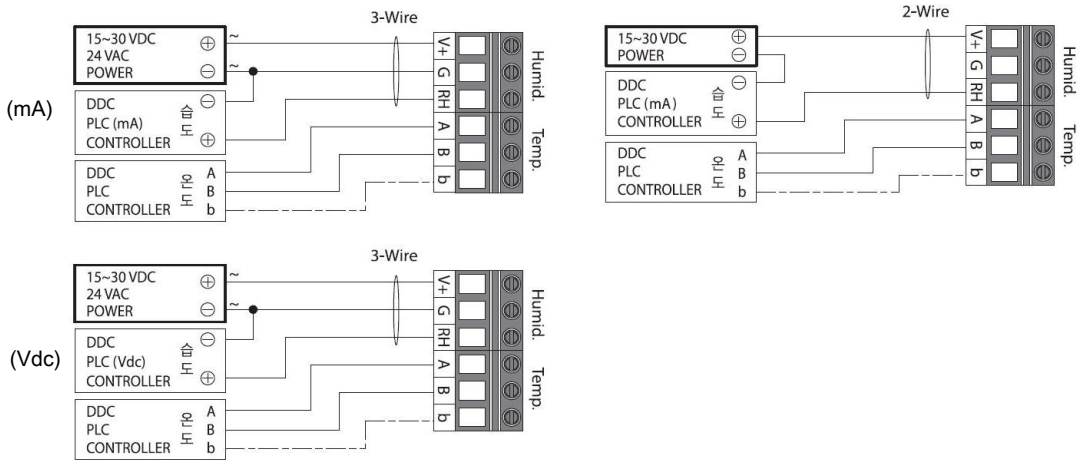 3-Wire
15~30 VDC ⊕ ~
24 VAC
POWER ⊖ ~
(mA)
DDC ⊖
PLC (mA) 습도
CONTROLLER ⊕
DDC A
PLC 온도 B
CONTROLLER b
V+
G
RH
A
B
b
Humid.
Temp.
2-Wire
15~30 VDC ⊕
POWER ⊖
DDC ⊖
PLC (mA) 습도
CONTROLLER ⊕
DDC A
PLC 온도 B
CONTROLLER b
V+
G
RH
A
B
b
Humid.
Temp.
3-Wire
15~30 VDC ⊕ ~
24 VAC
POWER ⊖ ~
(Vdc)
DDC ⊖
PLC (Vdc) 습도
CONTROLLER ⊕
DDC A
PLC 온도 B
CONTROLLER b
V+
G
RH
A
B
b
Humid.
Temp.